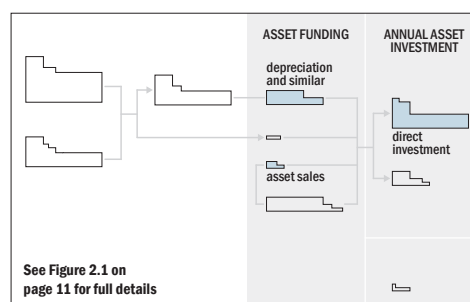 ASSET FUNDING
ANNUAL ASSET
INVESTMENT
depreciation
and similar
direct
investment
asset sales
See Figure 2.1 on
page 11 for full details